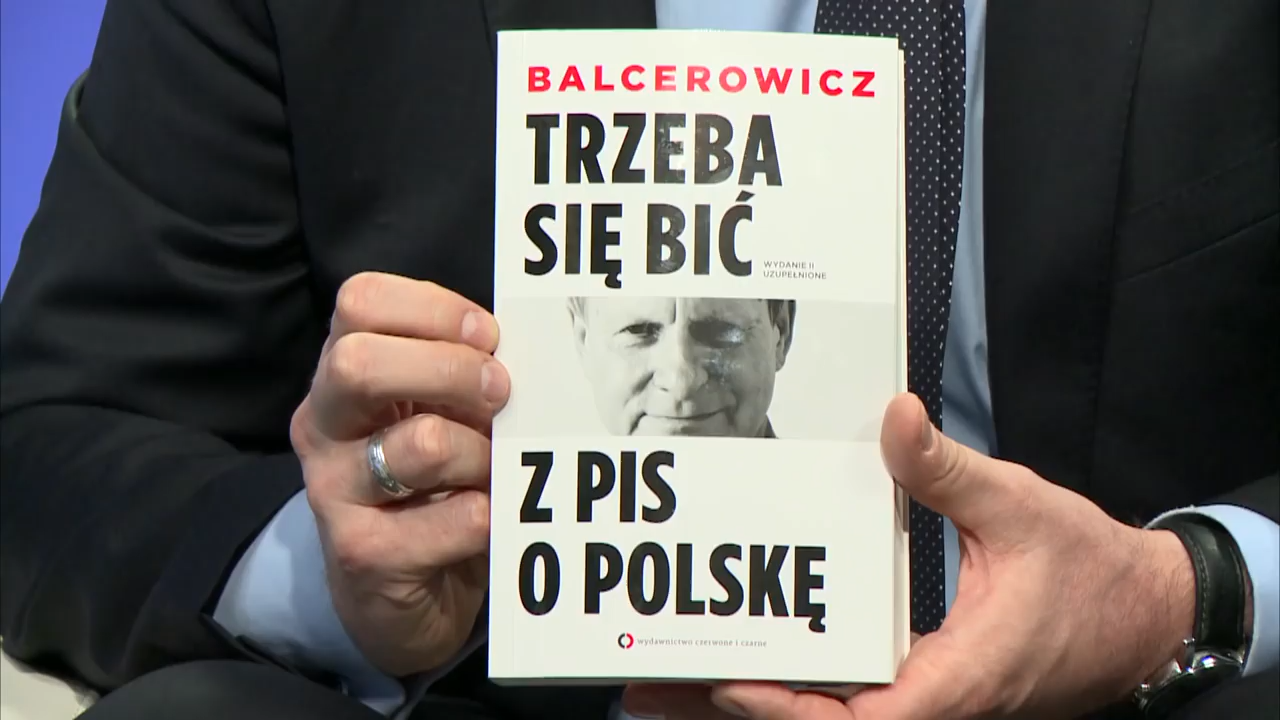 BALCEROWICZ
TRZEBA
SIĘ BIĆ
WYDANIE II
UZUPEŁNIONE
Z PIS
O POLSKĘ
wydawnictwo czerwone i czarne